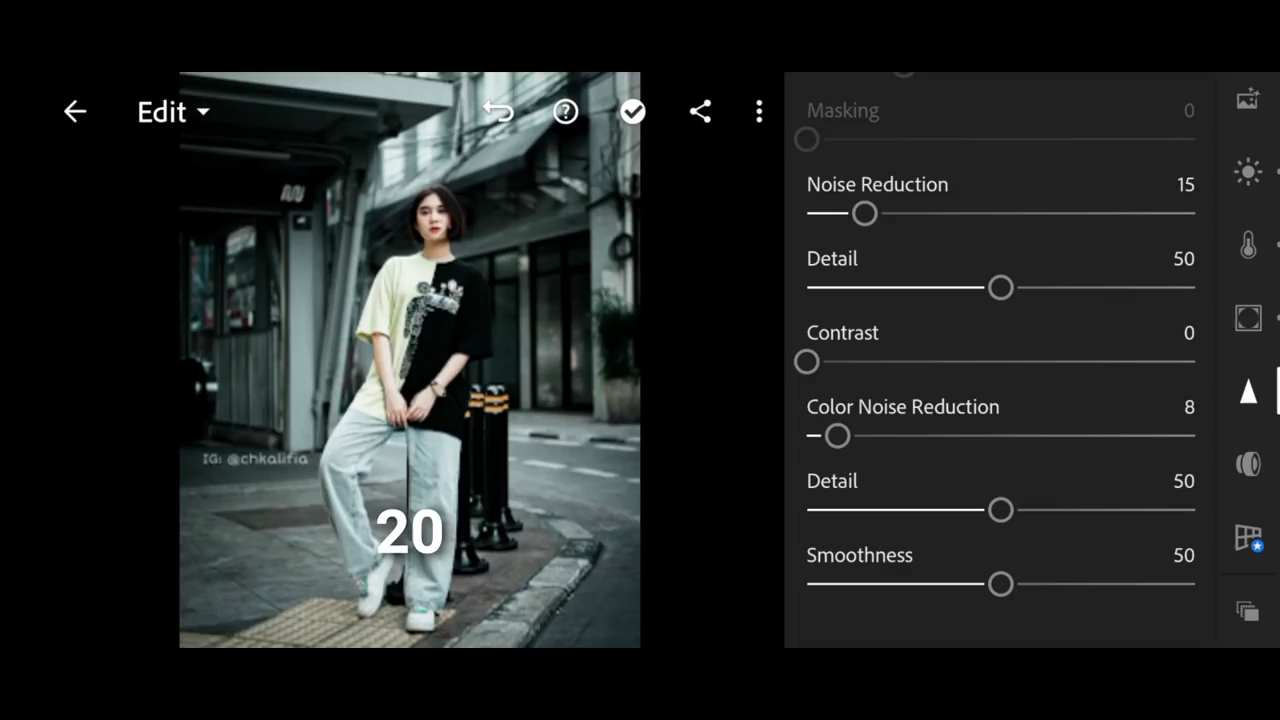 Edit
Masking 0
Noise Reduction 15
Detail 50
Contrast 0
Color Noise Reduction 8
Detail 50
Smoothness 50
IG: @chkalifia
20